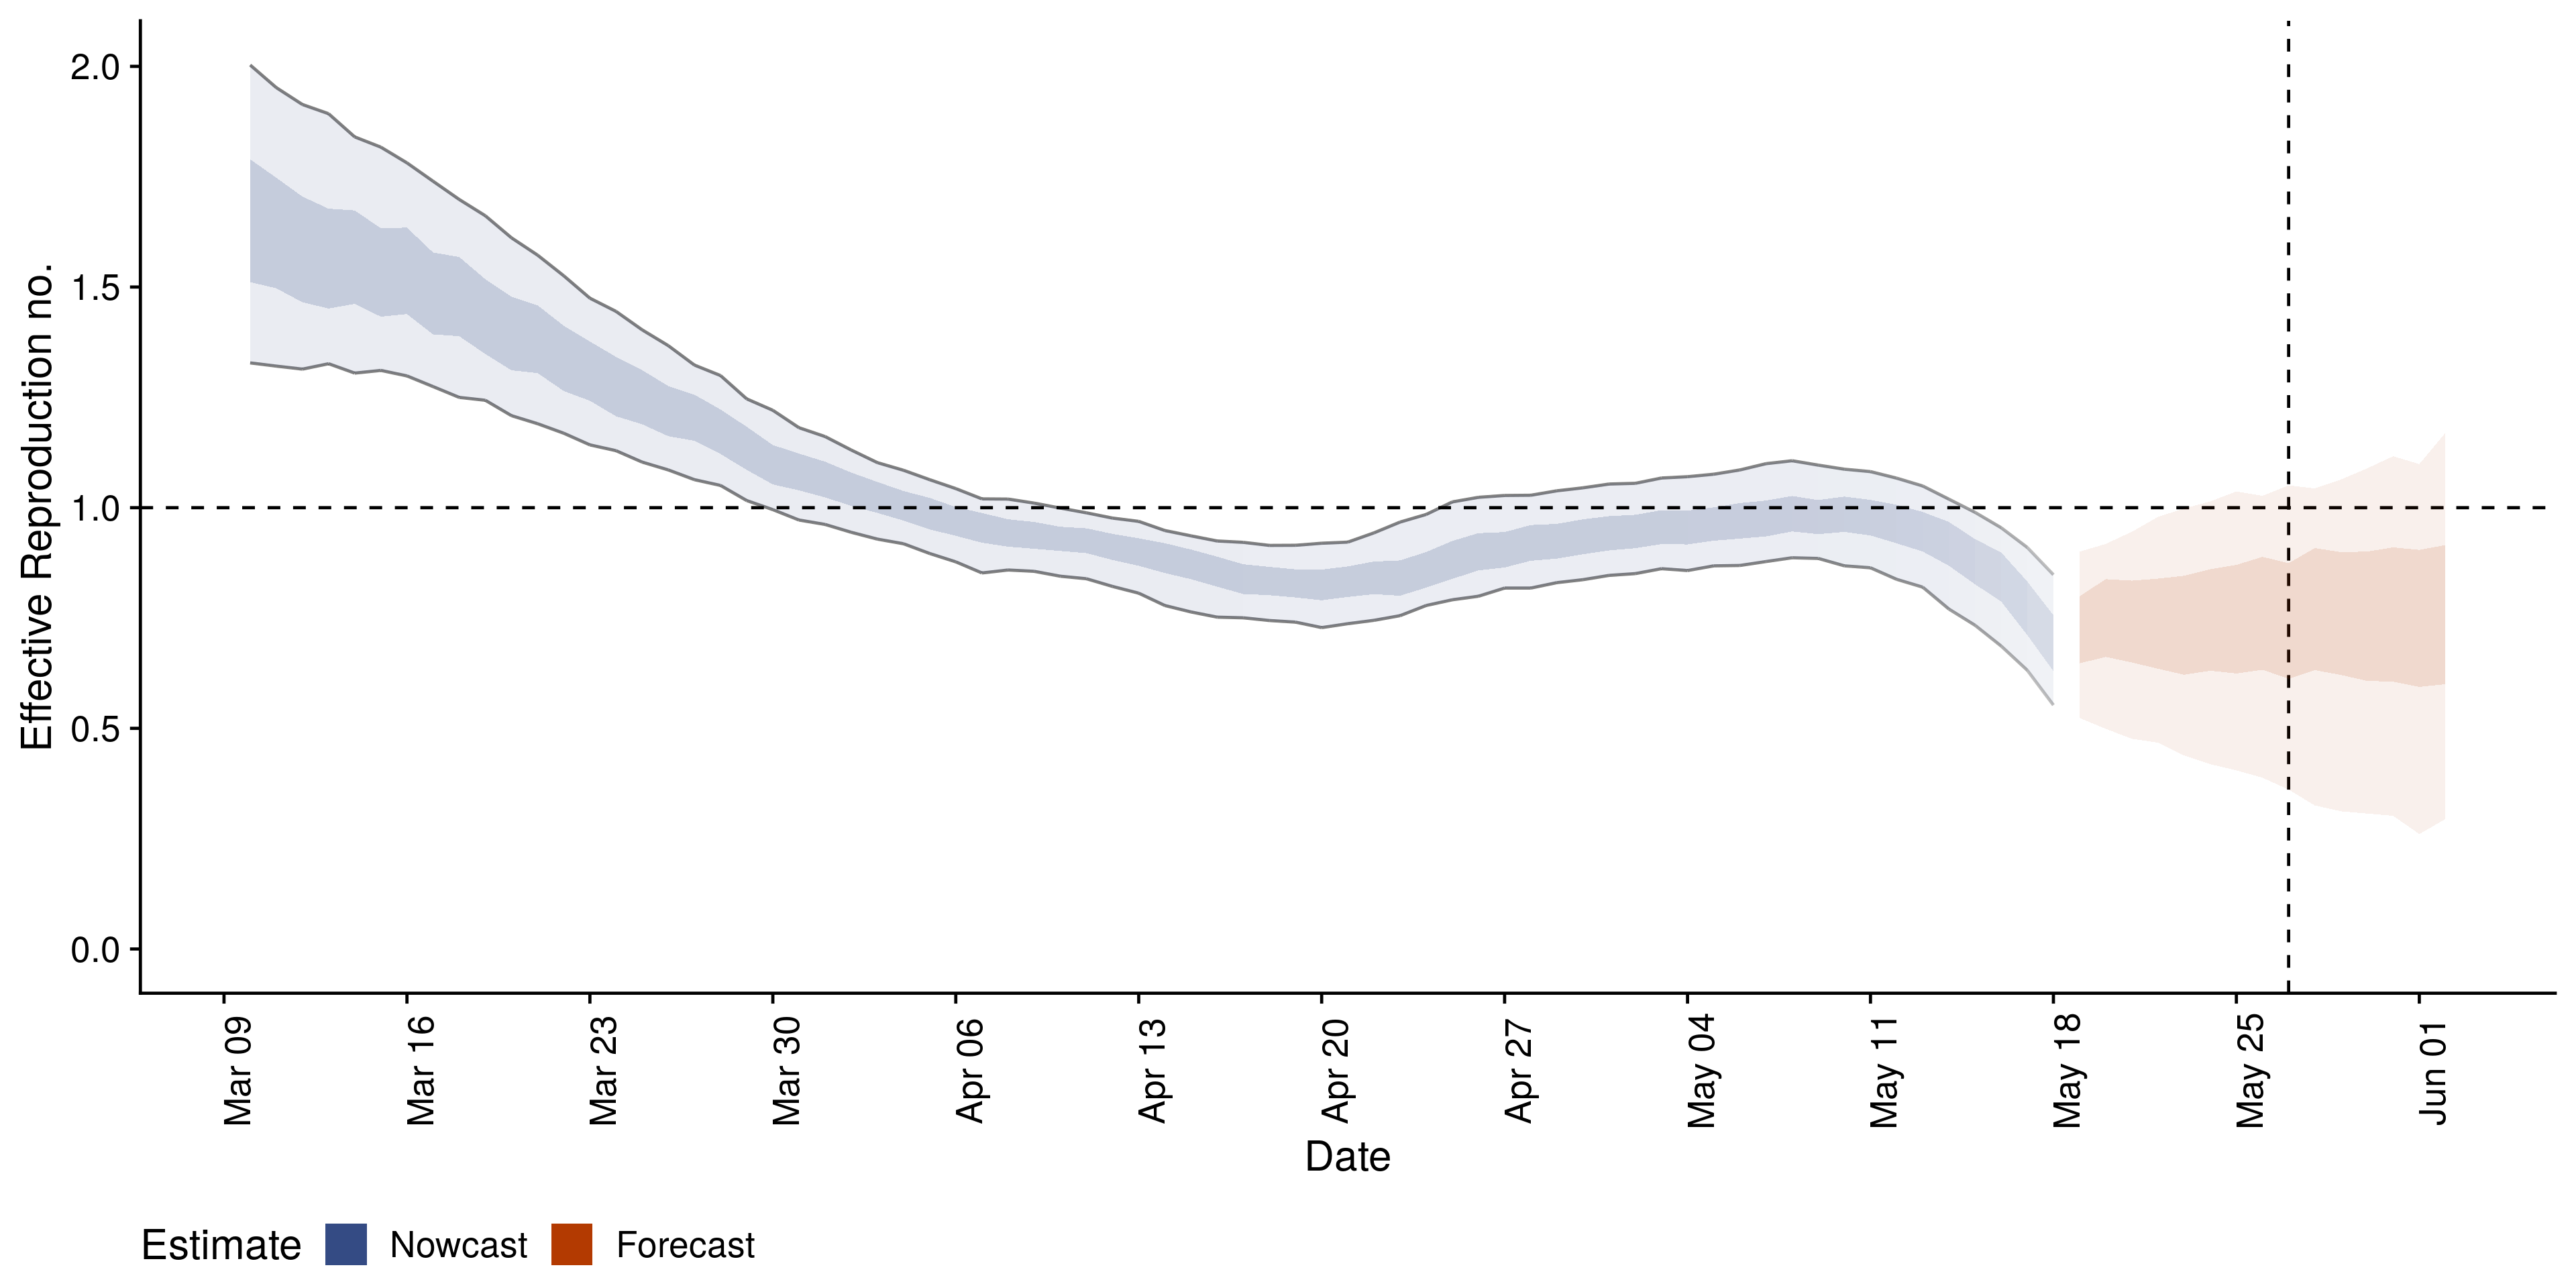 Effective Reproduction no.
2.0
1.5
1.0
0.5
0.0
Mar 09
Mar 16
Mar 23
Mar 30
Apr 06
Apr 13
Apr 20
Apr 27
May 04
May 11
May 18
May 25
Jun 01
Date
Estimate Nowcast Forecast